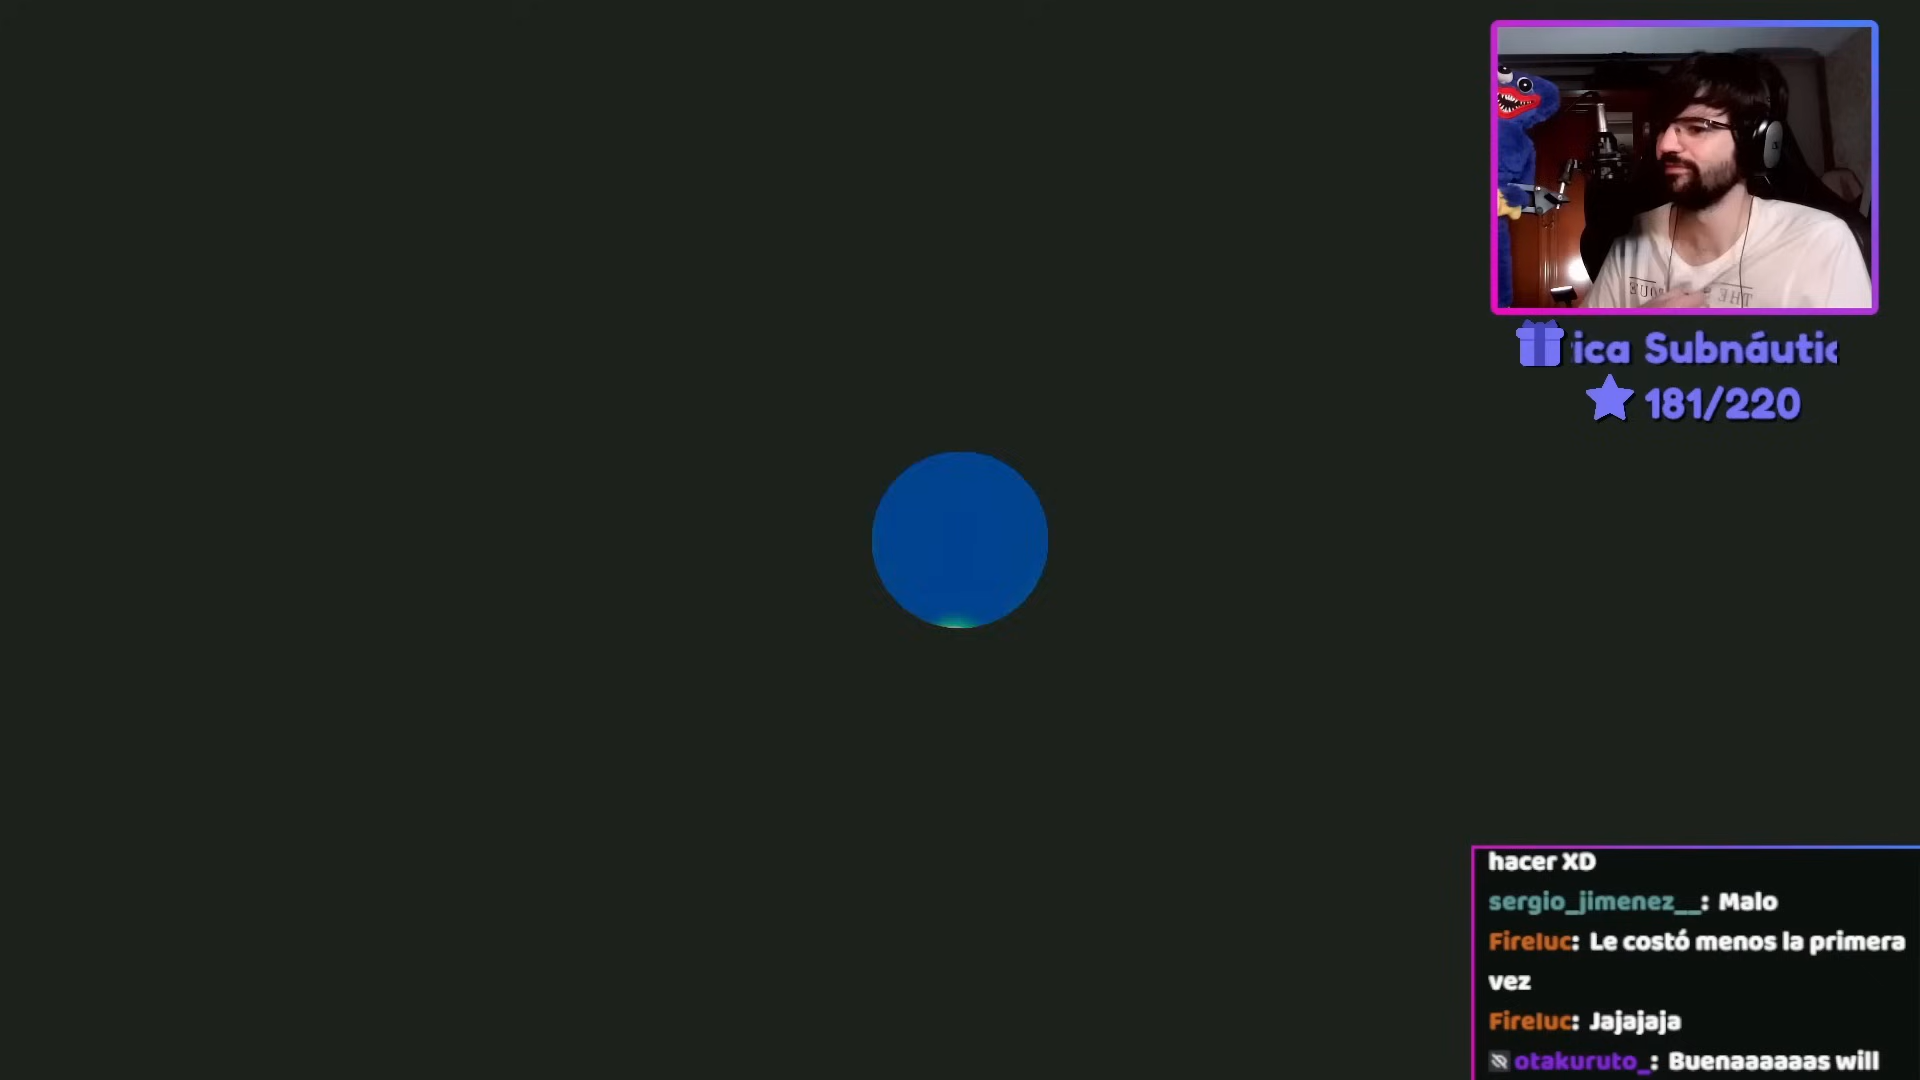 ica Subnáutic
181/220
hacer XD
sergio_jimenez__: Malo
Fireluc: Le costó menos la primera
vez
Fireluc: Jajajaja
otakuruto_: Buenaaaaaas will